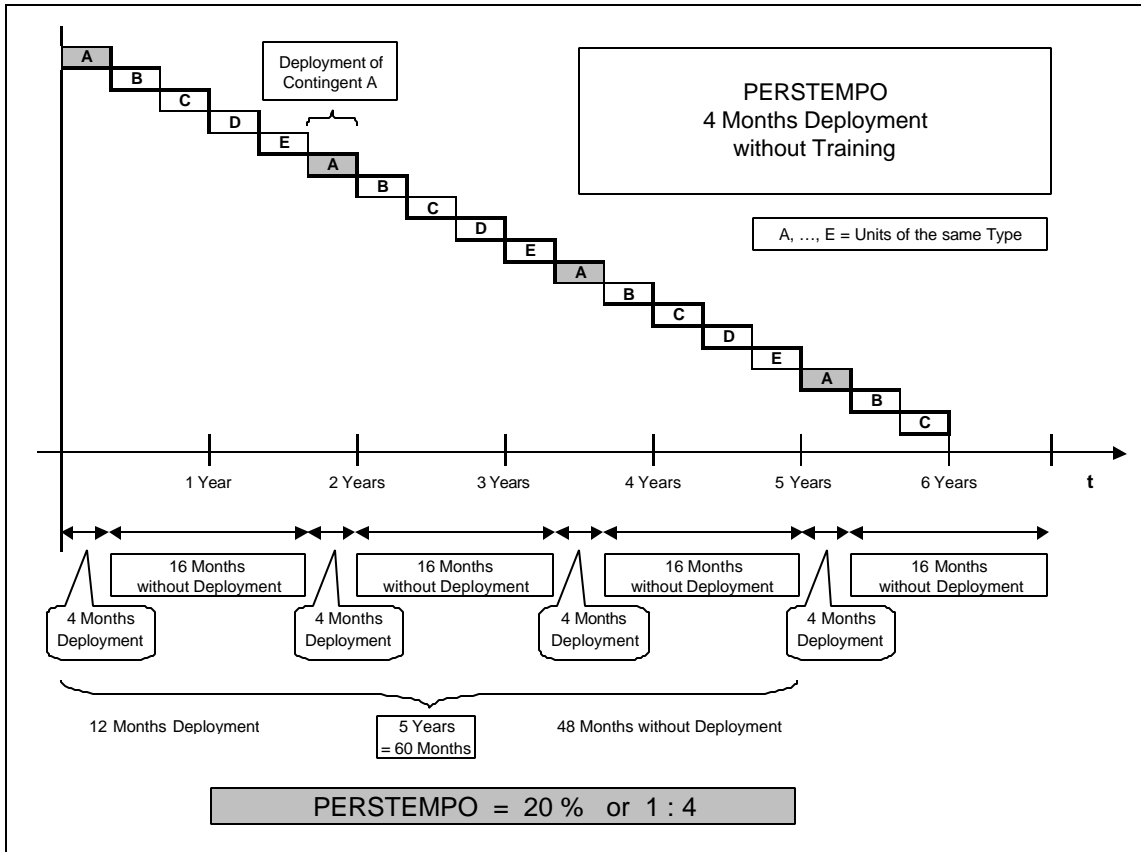 A
B
C
D
E
A
B
C
D
E
A
B
C
D
E
A
B
C
Deployment of
Contingent A
PERSTEMPO
4 Months Deployment
without Training
A, …, E = Units of the same Type
1 Year
2 Years
3 Years
4 Years
5 Years
6 Years
t
16 Months
without Deployment
16 Months
without Deployment
16 Months
without Deployment
16 Months
without Deployment
4 Months
Deployment
4 Months
Deployment
4 Months
Deployment
4 Months
Deployment
12 Months Deployment
5 Years
= 60 Months
48 Months without Deployment
PERSTEMPO = 20 % or 1 : 4